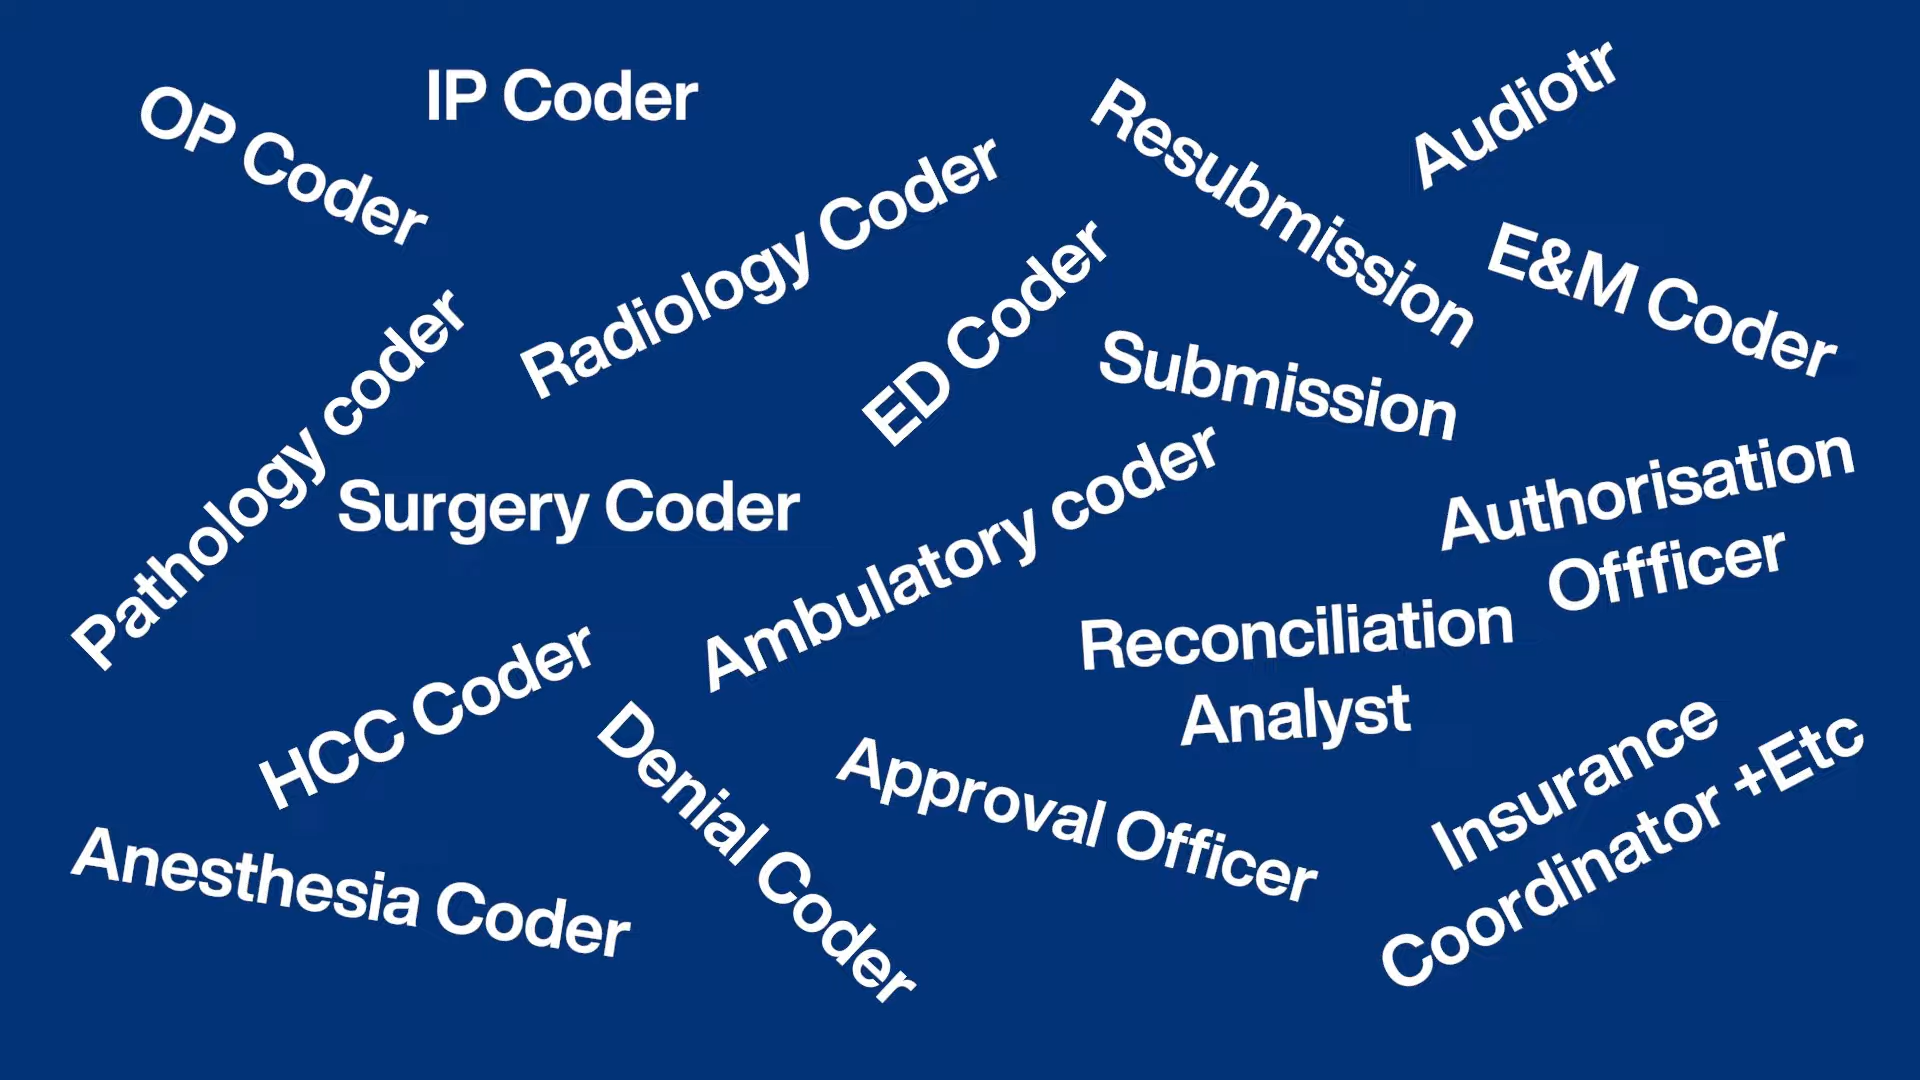 IP Coder
OP Coder
Audiotr
Resubmission
Radiology Coder
E&M Coder
ED Coder
Submission
Pathology coder
Surgery Coder
Ambulatory coder
Authorisation
Offficer
Reconciliation
Analyst
HCC Coder
Denial Coder
Approval Officer
Insurance
Coordinator +Etc
Anesthesia Coder